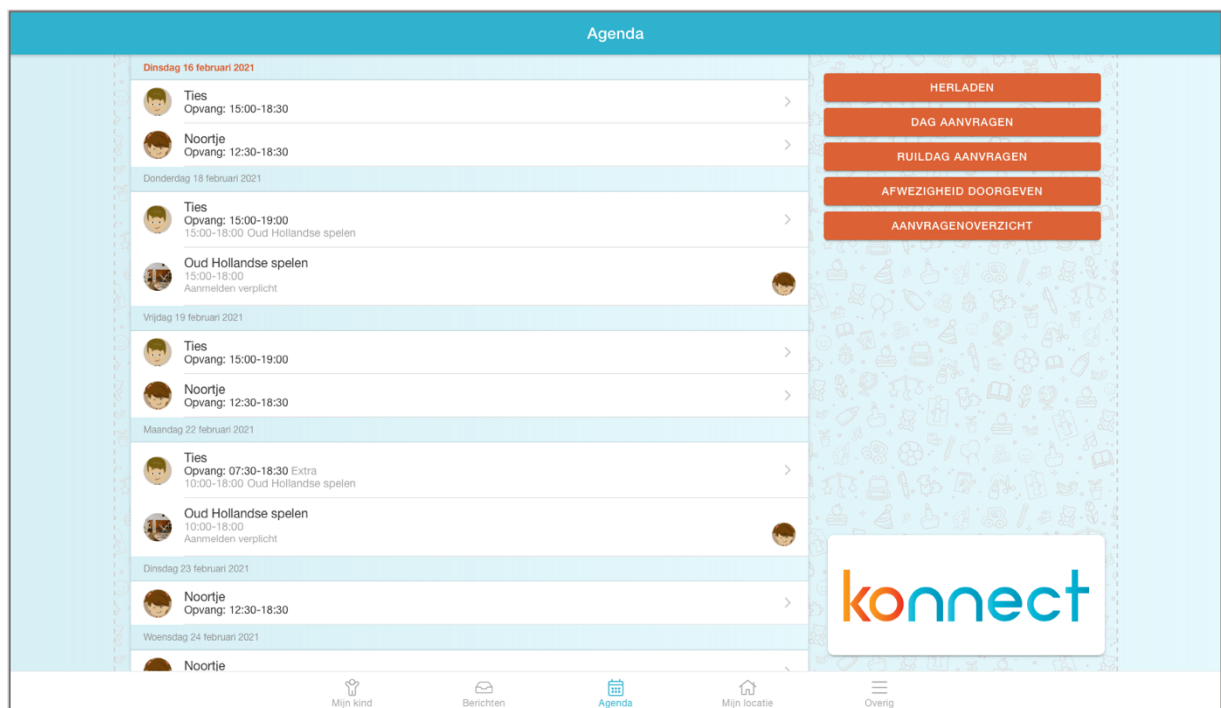 Agenda
Dinsdag 16 februari 2021
Ties
Opvang: 15:00-18:30
Noortje
Opvang: 12:30-18:30
Donderdag 18 februari 2021
Ties
Opvang: 15:00-19:00
15:00-18:00 Oud Hollandse spelen
Oud Hollandse spelen
15:00-18:00
Aanmelden verplicht
Vrijdag 19 februari 2021
Ties
Opvang: 15:00-19:00
Noortje
Opvang: 12:30-18:30
Maandag 22 februari 2021
Ties
Opvang: 07:30-18:30 Extra
10:00-18:00 Oud Hollandse spelen
Oud Hollandse spelen
10:00-18:00
Aanmelden verplicht
Dinsdag 23 februari 2021
Noortje
Opvang: 12:30-18:30
Woensdag 24 februari 2021
Noortje
HERLADEN
DAG AANVRAGEN
RUILDAG AANVRAGEN
AFWEZIGHEID DOORGEVEN
AANVRAGENOVERZICHT
konnect
Mijn kind
Berichten
Agenda
Mijn locatie
Overig